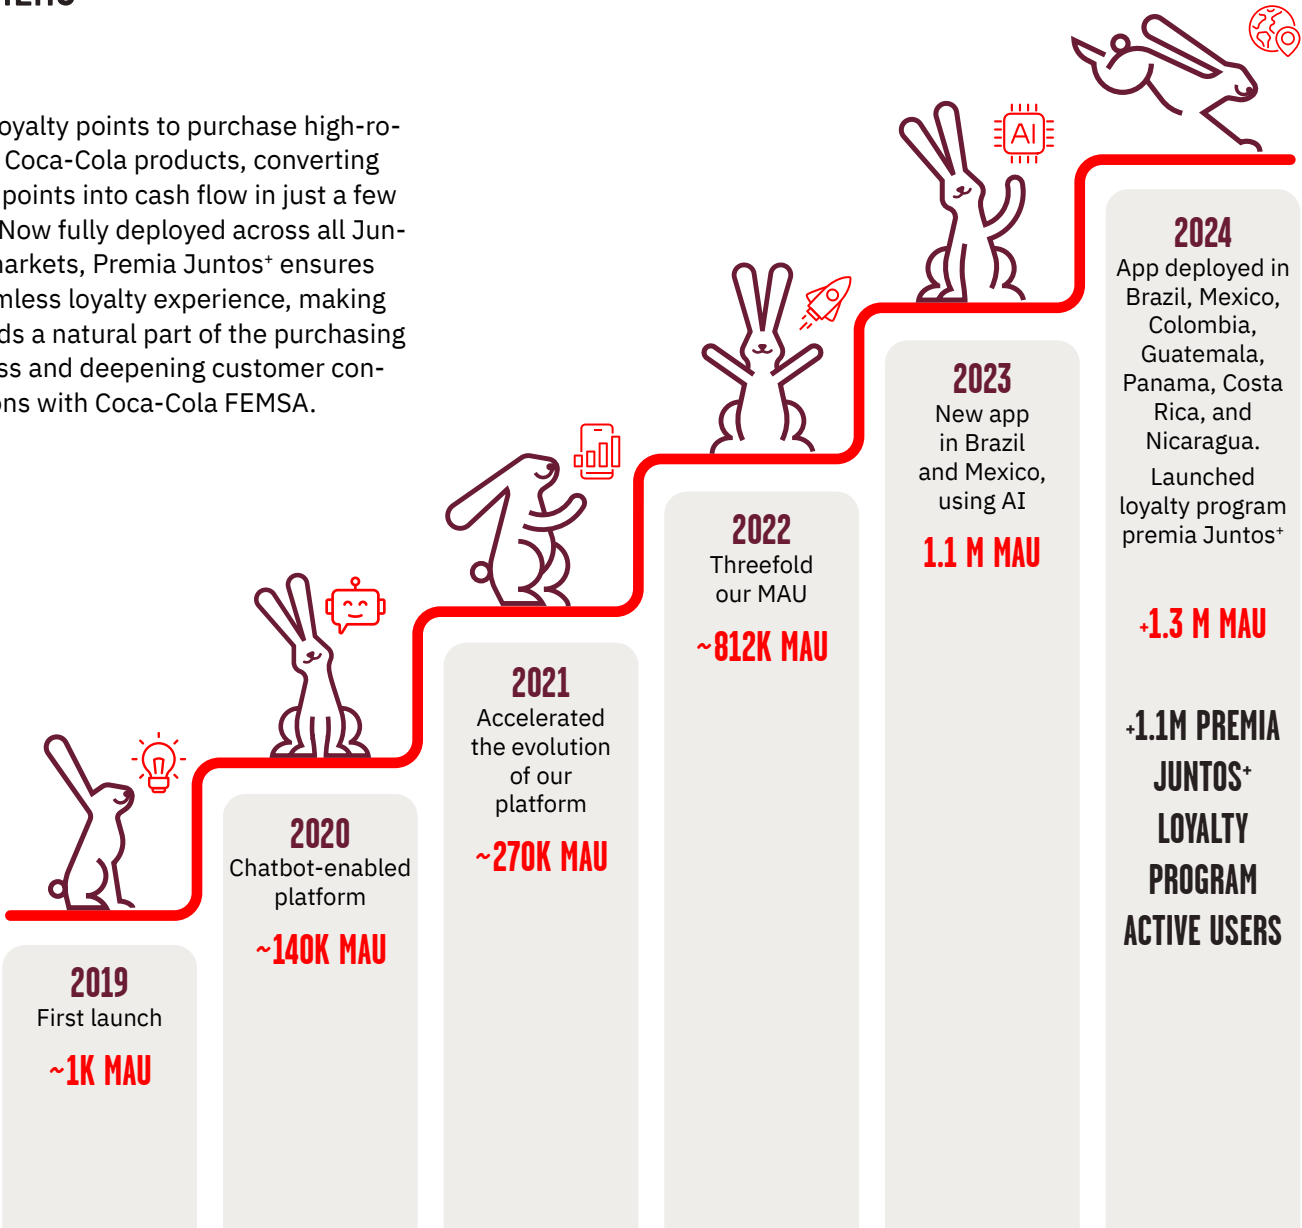 oyalty points to purchase high-ro-
Coca-Cola products, converting
points into cash flow in just a few
Now fully deployed across all Jun-
arkets, Premia Juntos⁺ ensures
mless loyalty experience, making
ds a natural part of the purchasing
ss and deepening customer con-
ons with Coca-Cola FEMSA.
2019
First launch
~1K MAU
2020
Chatbot-enabled
platform
~140K MAU
2021
Accelerated
the evolution
of our
platform
~270K MAU
2022
Threefold
our MAU
~812K MAU
AI
2023
New app
in Brazil
and Mexico,
using AI
1.1 M MAU
2024
App deployed in
Brazil, Mexico,
Colombia,
Guatemala,
Panama, Costa
Rica, and
Nicaragua.
Launched
loyalty program
premia Juntos⁺
+1.3 M MAU
+1.1M PREMIA
JUNTOS⁺
LOYALTY
PROGRAM
ACTIVE USERS